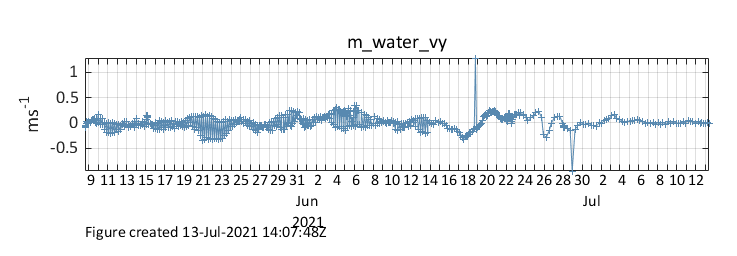 m_water_vy
1
0.5
0
-0.5
ms-1
9 11 13 15 17 19 21 23 25 27 29 31 2 4 6 8 10 12 14 16 18 20 22 24 26 28 30 2 4 6 8 10 12
Jun Jul
2021
Figure created 13-Jul-2021 14:07:48Z